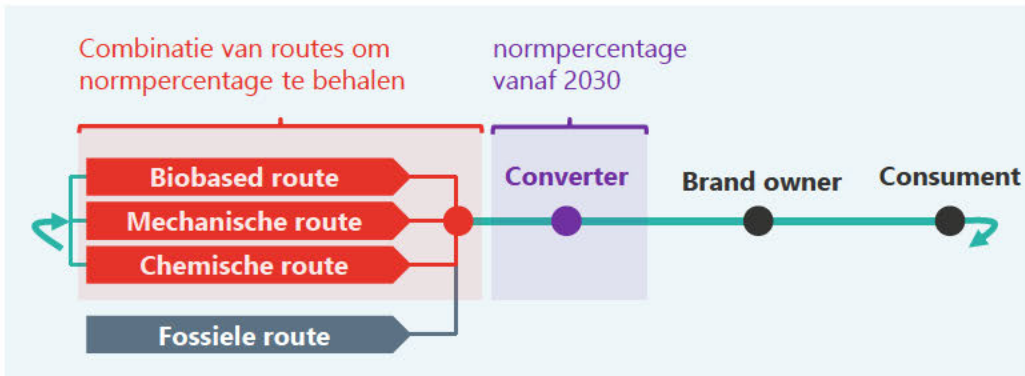 Combinatie van routes om
normpercentage te behalen
normpercentage
vanaf 2030
Biobased route
Mechanische route
Chemische route
Fossiele route
Converter
Brand owner
Consument